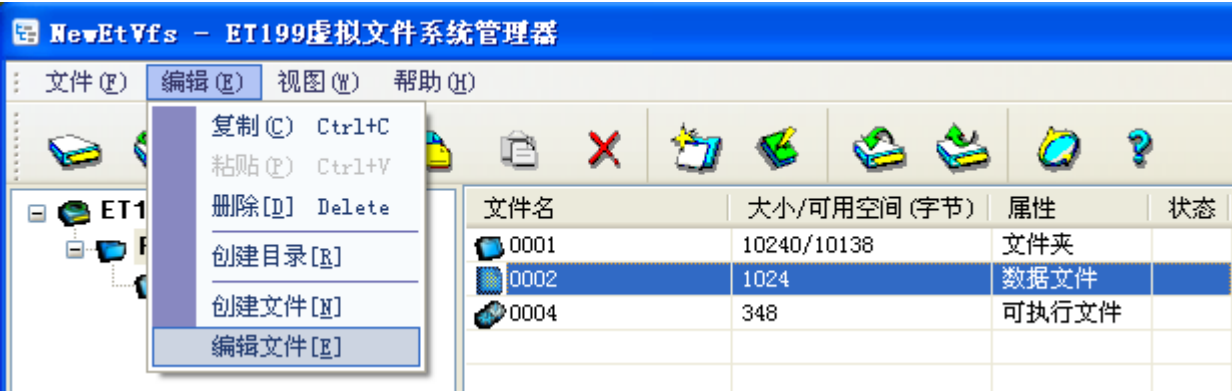 NewEtVfs - ET199虚拟文件系统管理器
文件(F) 编辑(E) 视图(W) 帮助(H)
复制(C) Ctrl+C
粘贴(P) Ctrl+V
删除[D] Delete
创建目录[R]
创建文件[N]
编辑文件[E]
ET1
文件名 大小/可用空间(字节) 属性 状态
0001 10240/10138 文件夹
0002 1024 数据文件
0004 348 可执行文件